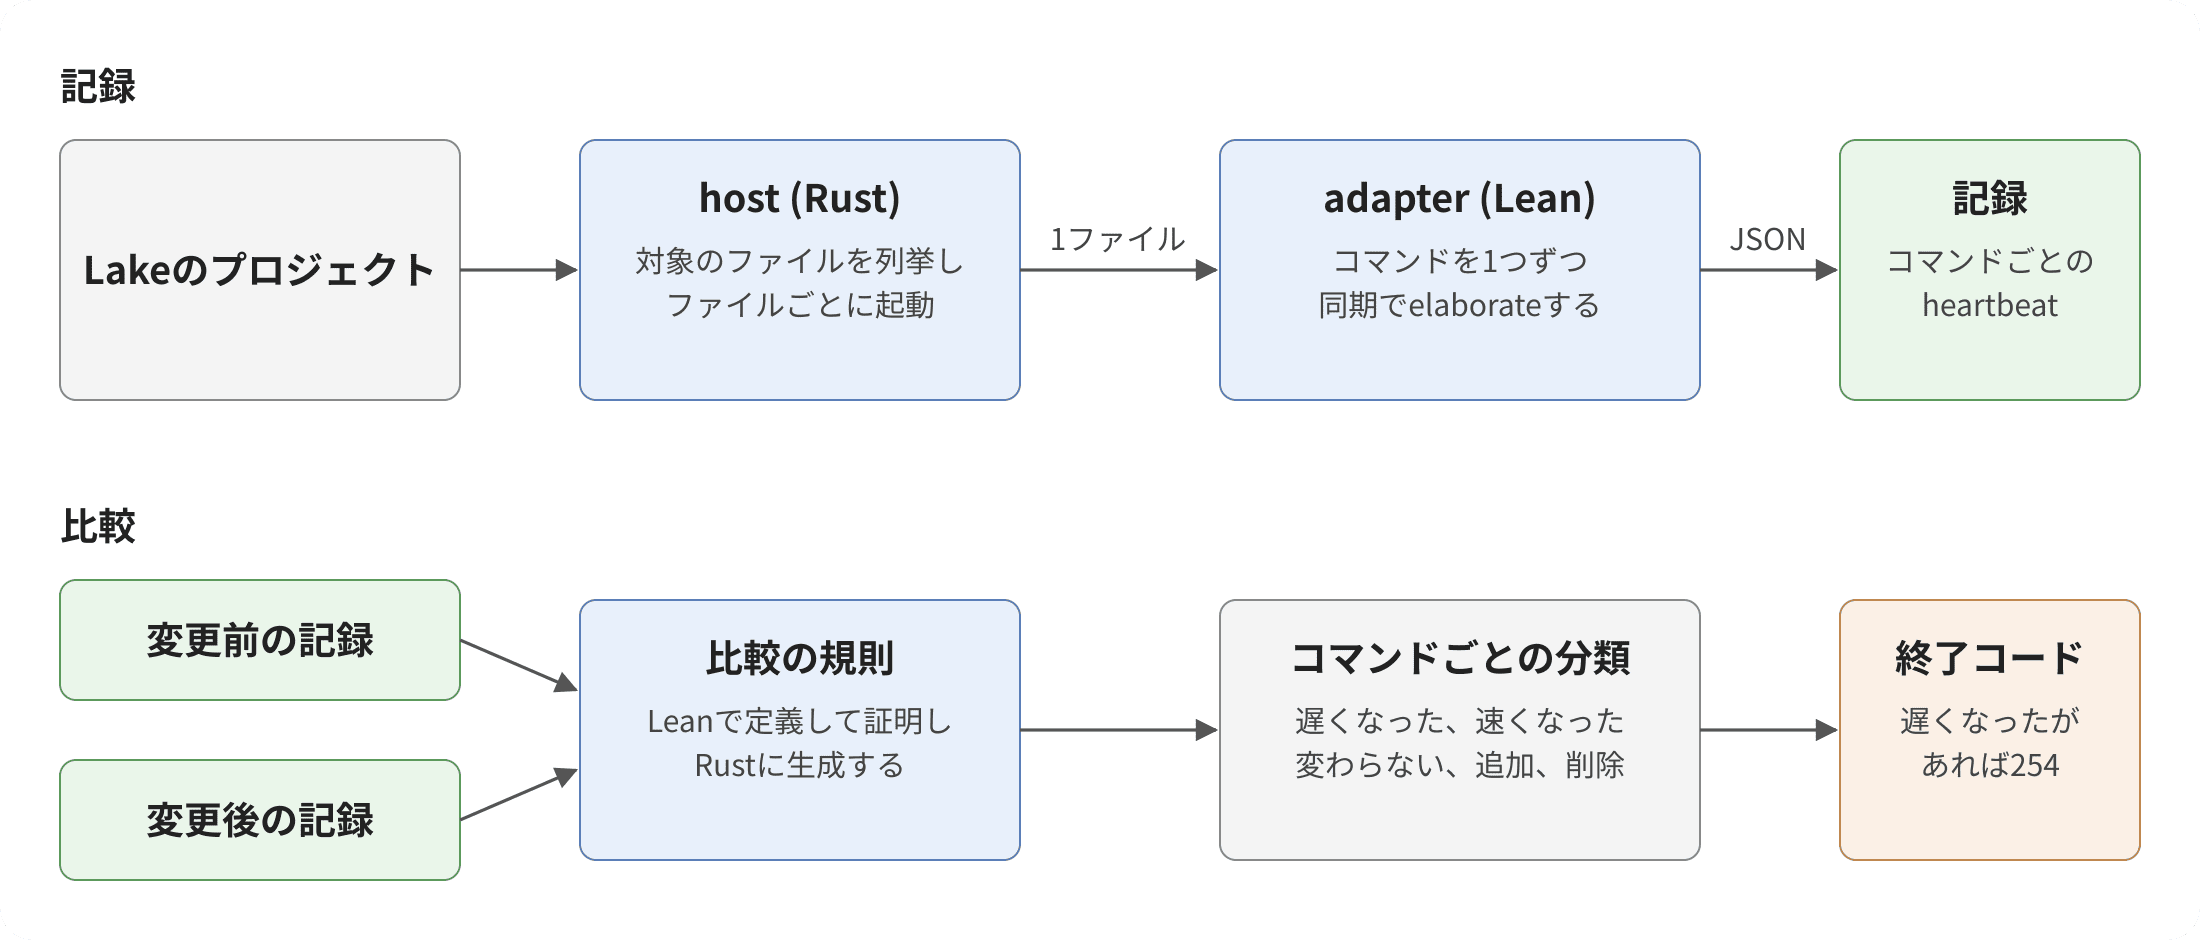 記録
Lakeのプロジェクト
host (Rust)
対象のファイルを列挙し
ファイルごとに起動
1ファイル
adapter (Lean)
コマンドを1つずつ
同期でelaborateする
JSON
記録
コマンドごとの
heartbeat
比較
変更前の記録
変更後の記録
比較の規則
Leanで定義して証明し
Rustに生成する
コマンドごとの分類
遅くなった、速くなった
変わらない、追加、削除
終了コード
遅くなったが
あれば254